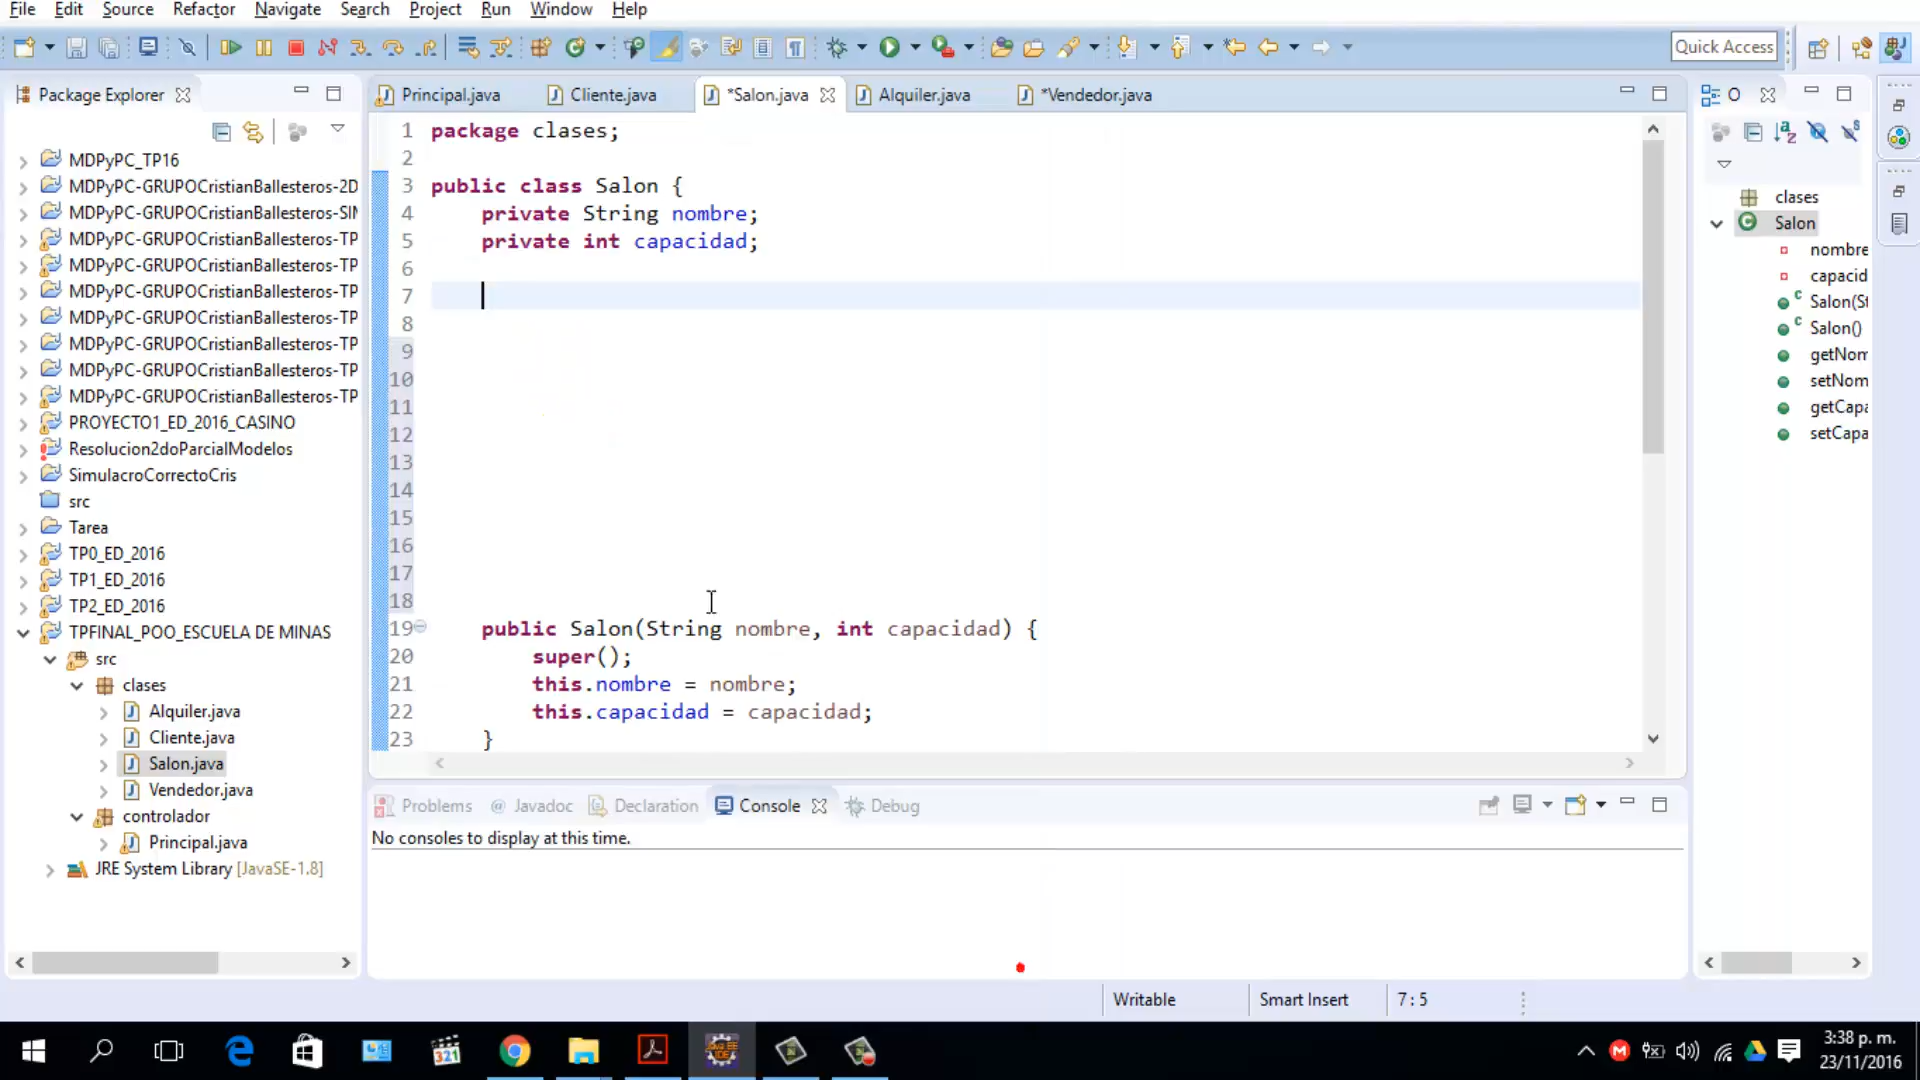 File Edit Source Refactor Navigate Search Project Run Window Help
Quick Access
Package Explorer
MDPyPC_TP16
MDPyPC-GRUPOCristianBallesteros-2D
MDPyPC-GRUPOCristianBallesteros-SIM
MDPyPC-GRUPOCristianBallesteros-TP
MDPyPC-GRUPOCristianBallesteros-TP
MDPyPC-GRUPOCristianBallesteros-TP
MDPyPC-GRUPOCristianBallesteros-TP
MDPyPC-GRUPOCristianBallesteros-TP
MDPyPC-GRUPOCristianBallesteros-TP
MDPyPC-GRUPOCristianBallesteros-TP
PROYECTO1_ED_2016_CASINO
Resolucion2doParcialModelos
SimulacroCorrectoCris
src
Tarea
TP0_ED_2016
TP1_ED_2016
TP2_ED_2016
TPFINAL_POO_ESCUELA DE MINAS
src
clases
Alquiler.java
Cliente.java
Salon.java
Vendedor.java
controlador
Principal.java
JRE System Library [JavaSE-1.8]
Principal.java Cliente.java *Salon.java Alquiler.java *Vendedor.java
1 package clases;
2
3 public class Salon {
4 private String nombre;
5 private int capacidad;
6
7
8
9
10
11
12
13
14
15
16
17
18
19 public Salon(String nombre, int capacidad) {
20 super();
21 this.nombre = nombre;
22 this.capacidad = capacidad;
23 }
Problems Javadoc Declaration Console Debug
No consoles to display at this time.
O
clases
Salon
nombre
capacid
Salon(St
Salon()
getNom
setNom
getCapa
setCapa
Writable Smart Insert 7 : 5
321
Java EE IDE
3:38 p. m.
23/11/2016